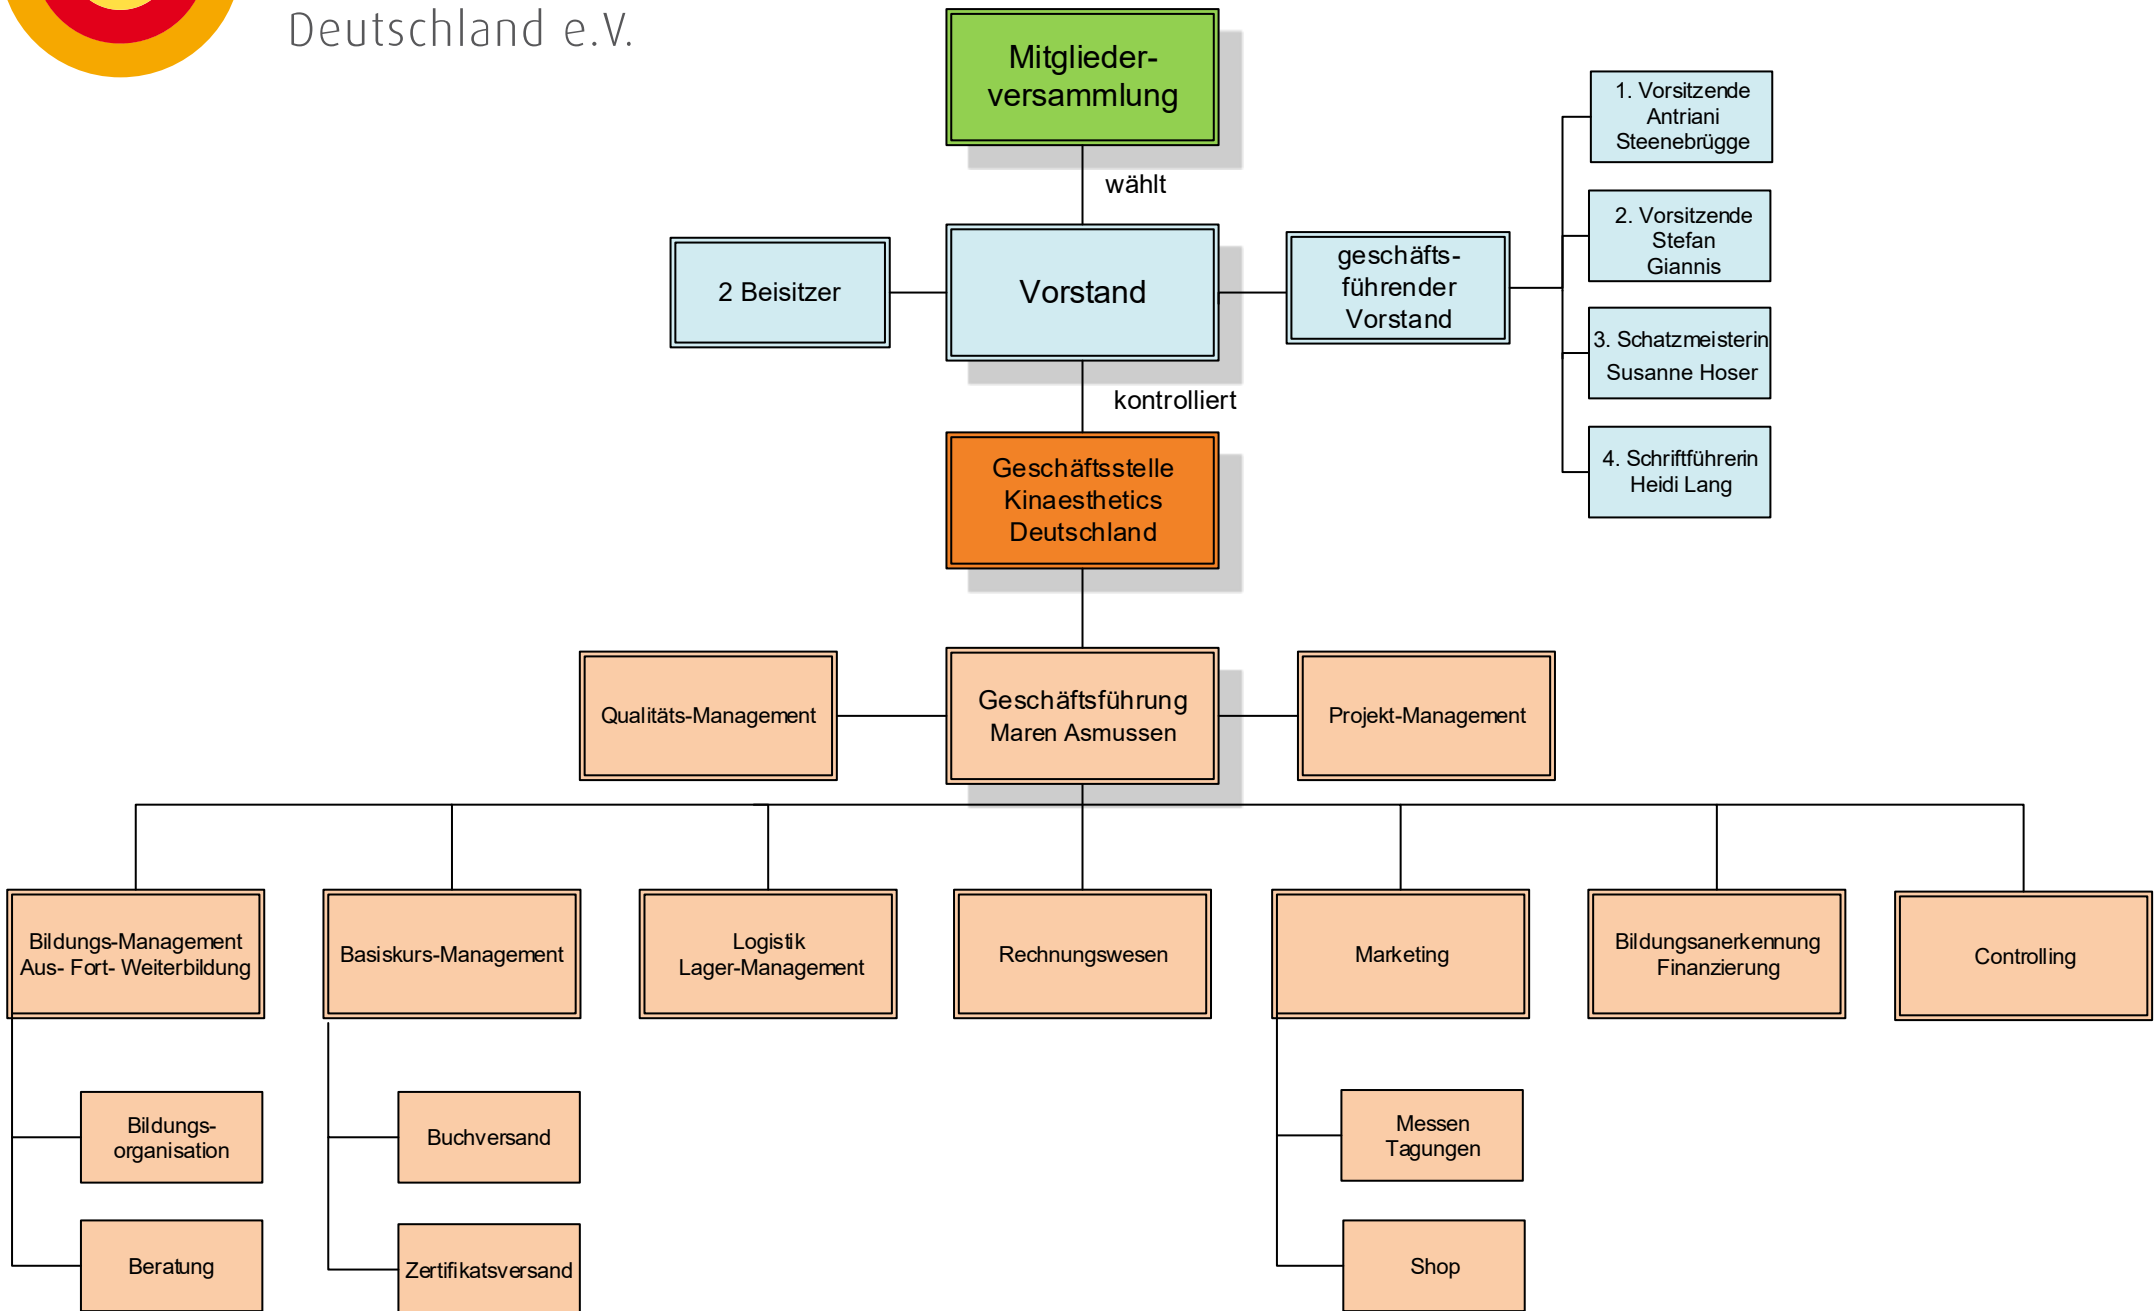 Deutschland e.V.
Mitglieder-
versammlung
wählt
1. Vorsitzende
Antriani
Steenebrügge
2. Vorsitzende
Stefan
Giannis
3. Schatzmeisterin
Susanne Hoser
4. Schriftführerin
Heidi Lang
2 Beisitzer
Vorstand
geschäfts-
führender
Vorstand
kontrolliert
Geschäftsstelle
Kinaesthetics
Deutschland
Qualitäts-Management
Geschäftsführung
Maren Asmussen
Projekt-Management
Bildungs-Management
Aus- Fort- Weiterbildung
Basiskurs-Management
Logistik
Lager-Management
Rechnungswesen
Marketing
Bildungsanerkennung
Finanzierung
Controlling
Bildungs-
organisation
Buchversand
Messen
Tagungen
Beratung
Zertifikatsversand
Shop